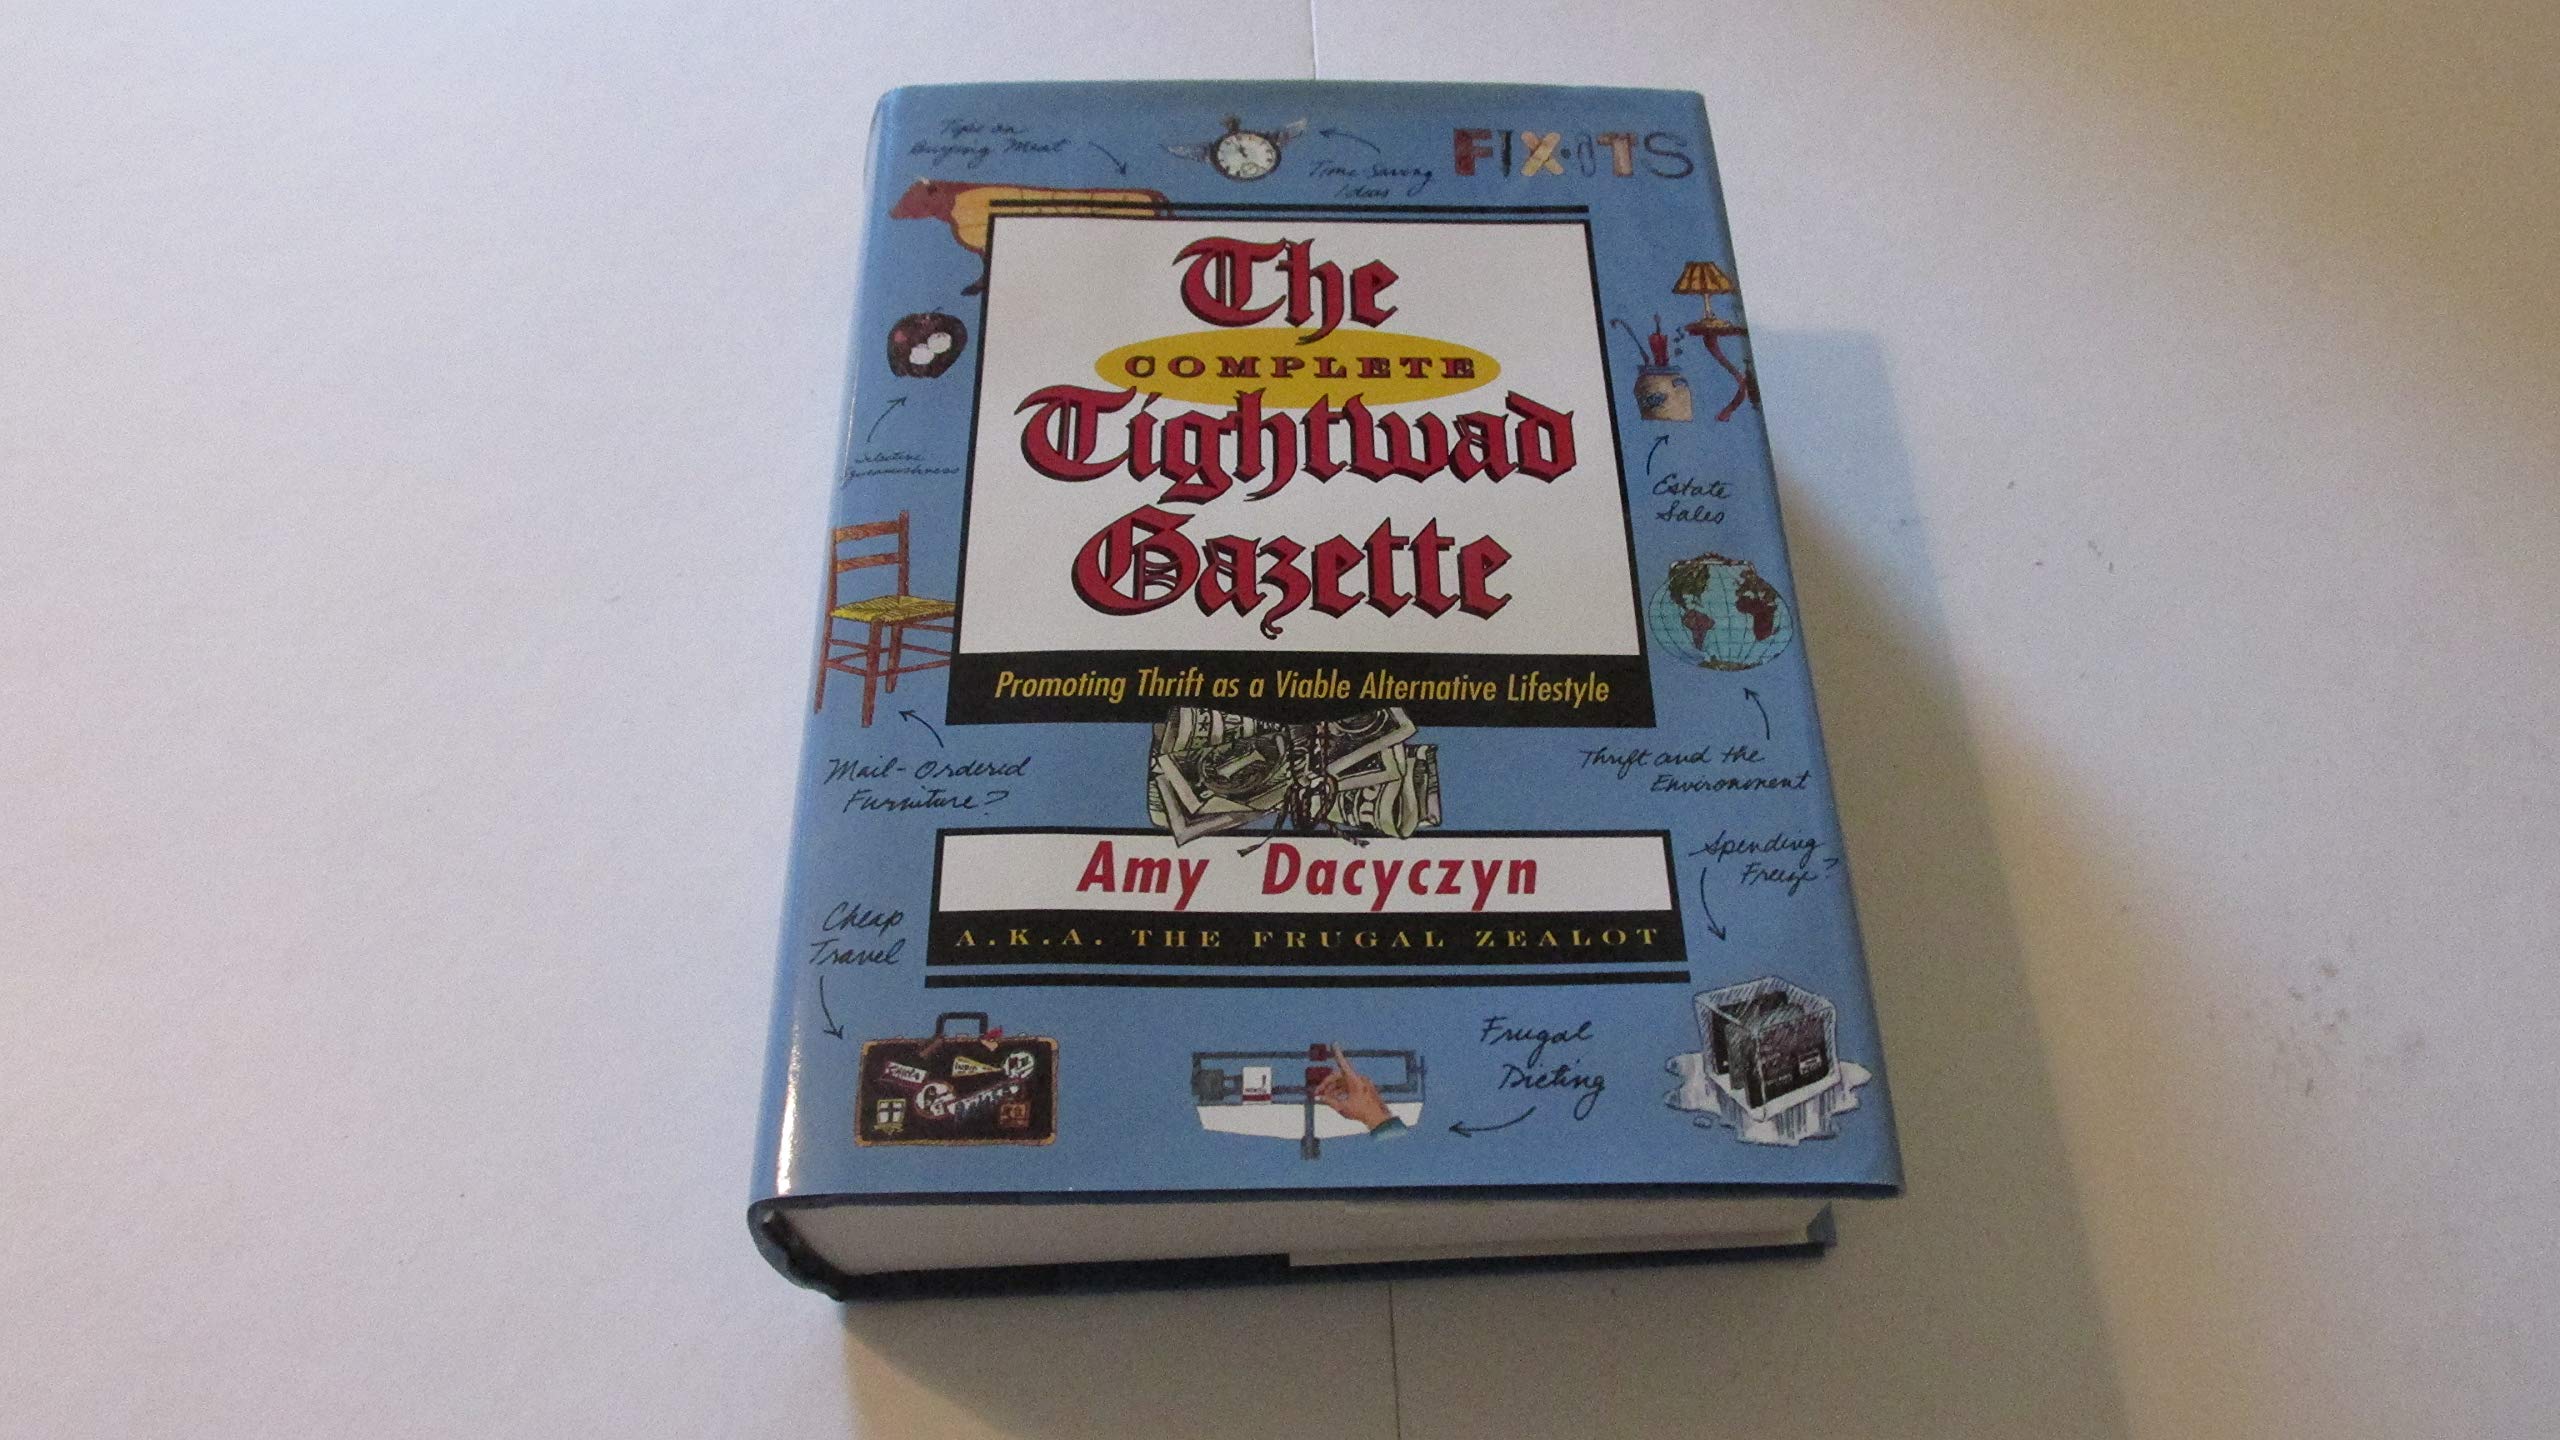 Tips on
Buying Meat
Time Saving
Ideas
FIX-ITS
The
COMPLETE
Tightwad
Gazette
Promoting Thrift as a Viable Alternative Lifestyle
Selective
Squeamishness
Estate
Sales
Mail-Ordered
Furniture?
Thrift and the
Environment
Amy Dacyczyn
A.K.A. THE FRUGAL ZEALOT
Spending
Freeze?
Cheap
Travel
Frugal
Dieting